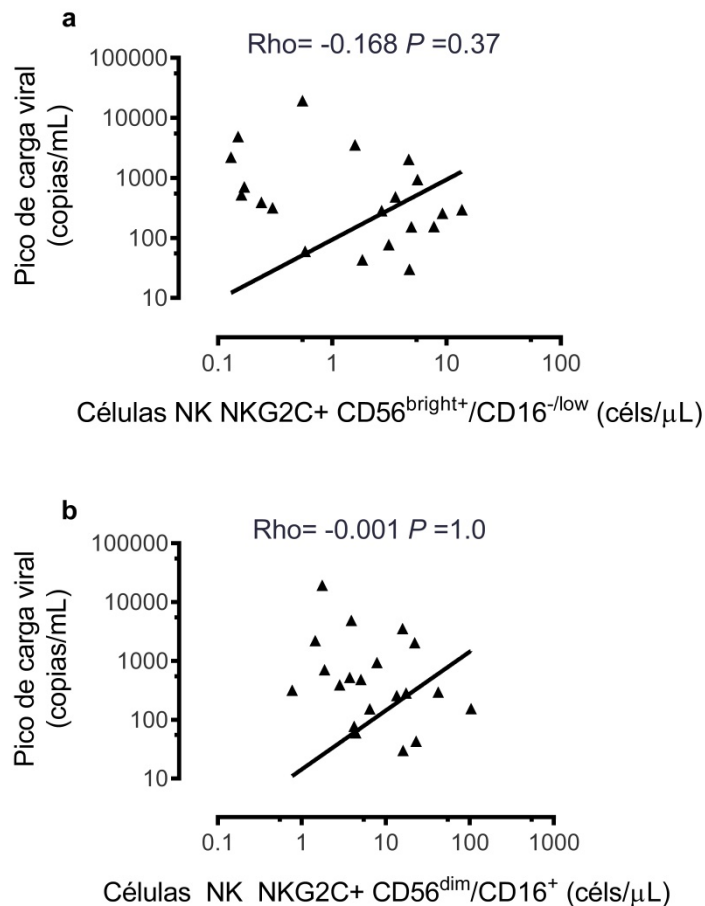 a
Rho= -0.168 P =0.37
Pico de carga viral
(copias/mL)
100000
10000
1000
100
10
0.1 1 10 100
Células NK NKG2C+ CD56bright+/CD16-/low (céls/μL)
b
Rho= -0.001 P =1.0
Pico de carga viral
(copias/mL)
100000
10000
1000
100
10
0.1 1 10 100 1000
Células NK NKG2C+ CD56dim/CD16+ (céls/μL)